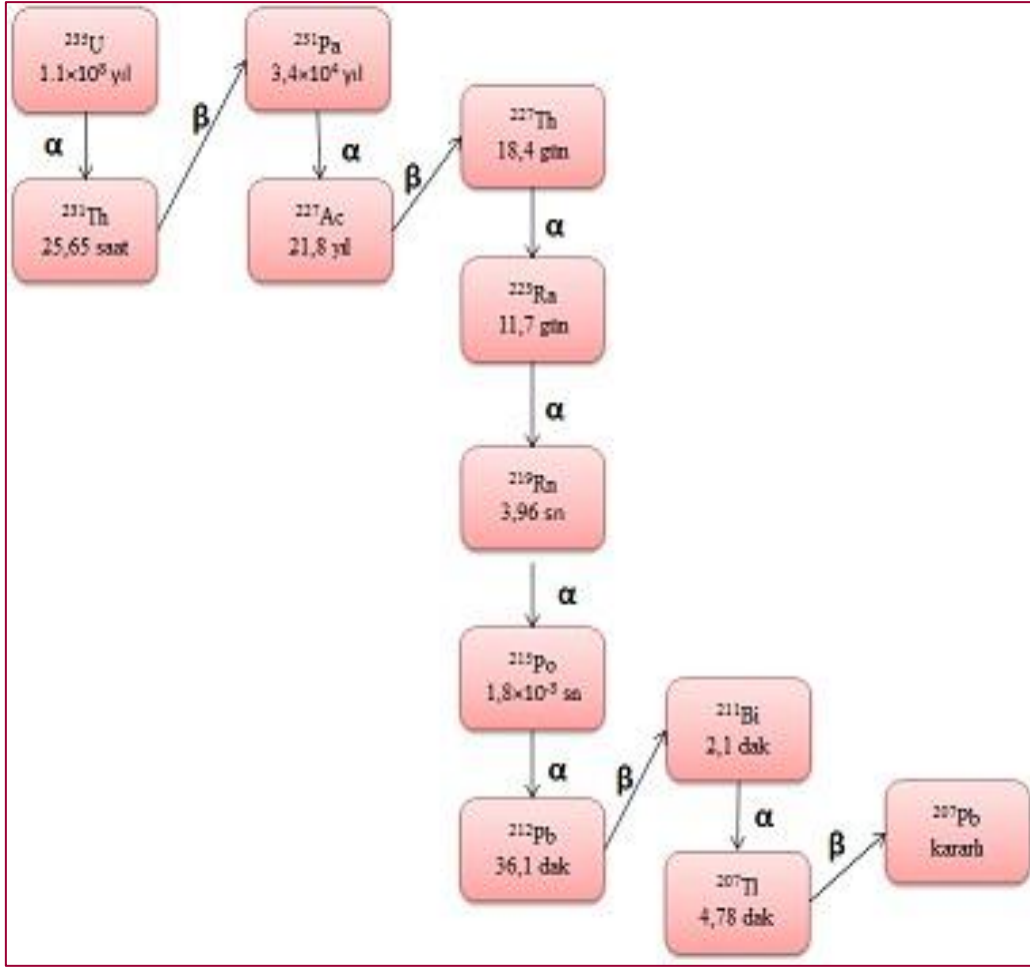 ²³⁵U
1.1×10⁸ yıl
α
²³¹Th
25,65 saat
β
²³¹Pa
3,4×10⁴ yıl
α
²²⁷Ac
21,8 yıl
β
²²⁷Th
18,4 gün
α
²²³Ra
11,7 gün
α
²¹⁹Rn
3,96 sn
α
²¹⁵Po
1,8×10⁻³ sn
α
²¹²Pb
36,1 dak
β
²¹¹Bi
2,1 dak
α
²⁰⁷Tl
4,78 dak
β
²⁰⁷Pb
kararlı